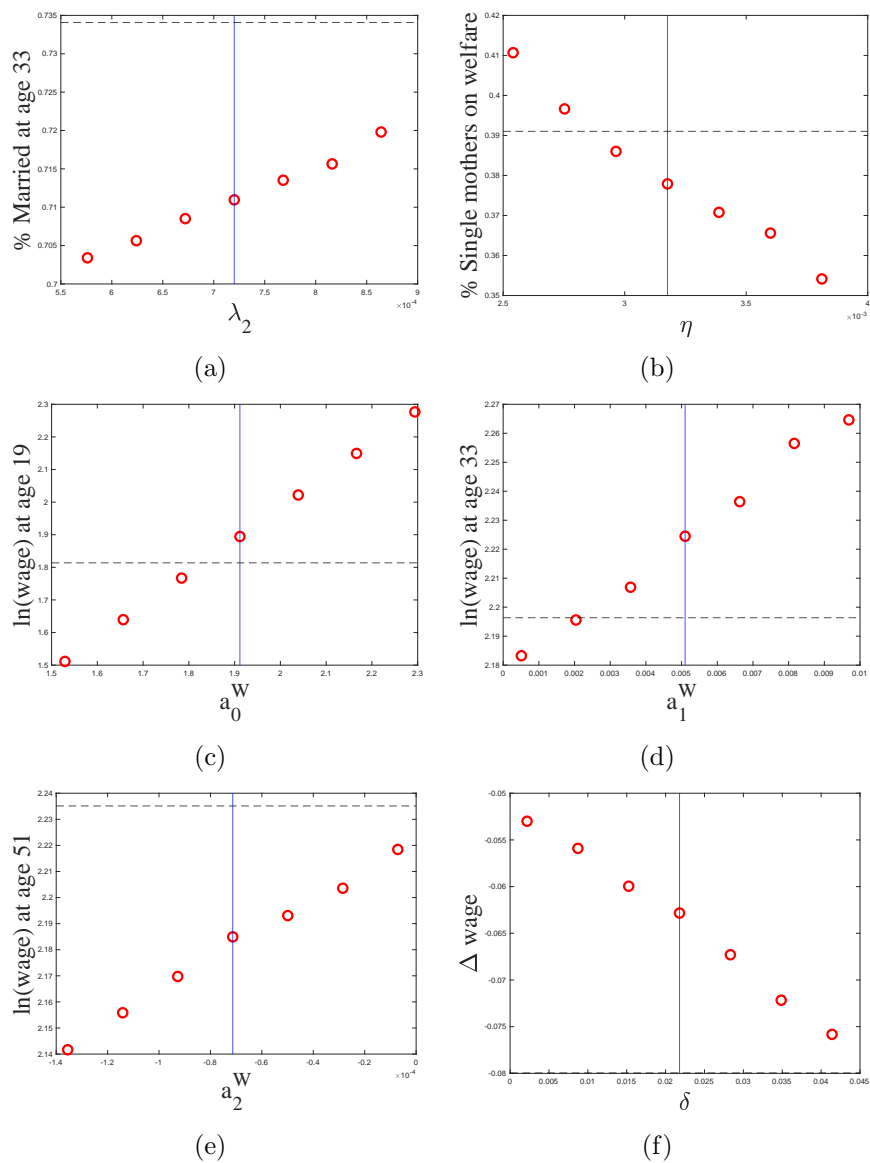 0.735
0.73
0.725
0.72
0.715
0.71
0.705
0.7
% Married at age 33
5.5 6 6.5 7 7.5 8 8.5 9
×10⁻⁴
λ₂
(a)
0.42
0.41
0.4
0.39
0.38
0.37
0.36
0.35
% Single mothers on welfare
2.5 3 3.5 4
×10⁻³
η
(b)
2.3
2.2
2.1
2
1.9
1.8
1.7
1.6
1.5
ln(wage) at age 19
1.5 1.6 1.7 1.8 1.9 2 2.1 2.2 2.3
a₀ᵂ
(c)
2.27
2.26
2.25
2.24
2.23
2.22
2.21
2.2
2.19
2.18
ln(wage) at age 33
0 0.001 0.002 0.003 0.004 0.005 0.006 0.007 0.008 0.009 0.01
a₁ᵂ
(d)
2.24
2.23
2.22
2.21
2.2
2.19
2.18
2.17
2.16
2.15
2.14
ln(wage) at age 51
-1.4 -1.2 -1 -0.8 -0.6 -0.4 -0.2 0
×10⁻⁴
a₂ᵂ
(e)
-0.05
-0.055
-0.06
-0.065
-0.07
-0.075
-0.08
Δ wage
0 0.005 0.01 0.015 0.02 0.025 0.03 0.035 0.04 0.045
δ
(f)